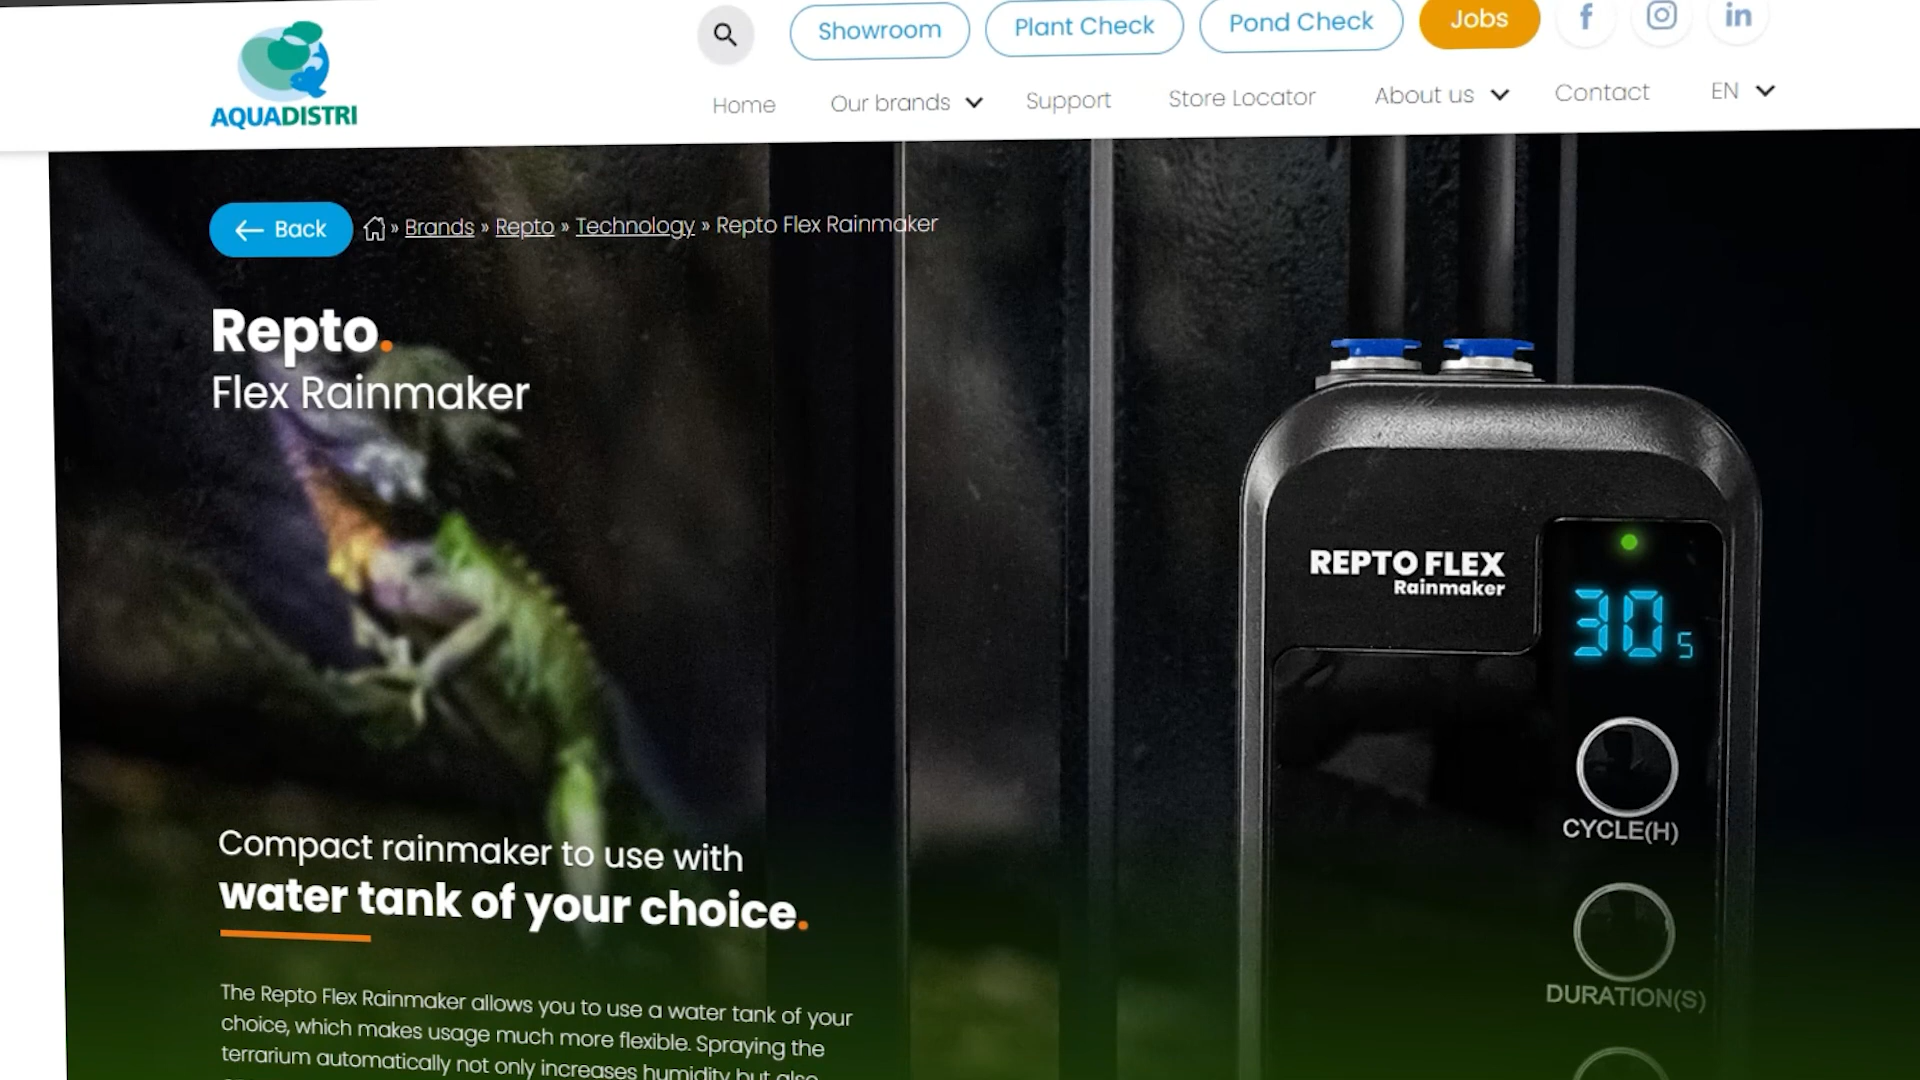 Showroom
Plant Check
Pond Check
Jobs
f
in
AQUADISTRI
Home
Our brands
Support
Store Locator
About us
Contact
EN
Back
» Brands » Repto » Technology » Repto Flex Rainmaker
Repto.
Flex Rainmaker
REPTO FLEX
Rainmaker
30 s
CYCLE(H)
DURATION(S)
Compact rainmaker to use with
water tank of your choice.
The Repto Flex Rainmaker allows you to use a water tank of your
choice, which makes usage much more flexible. Spraying the
terrarium automatically not only increases humidity but also